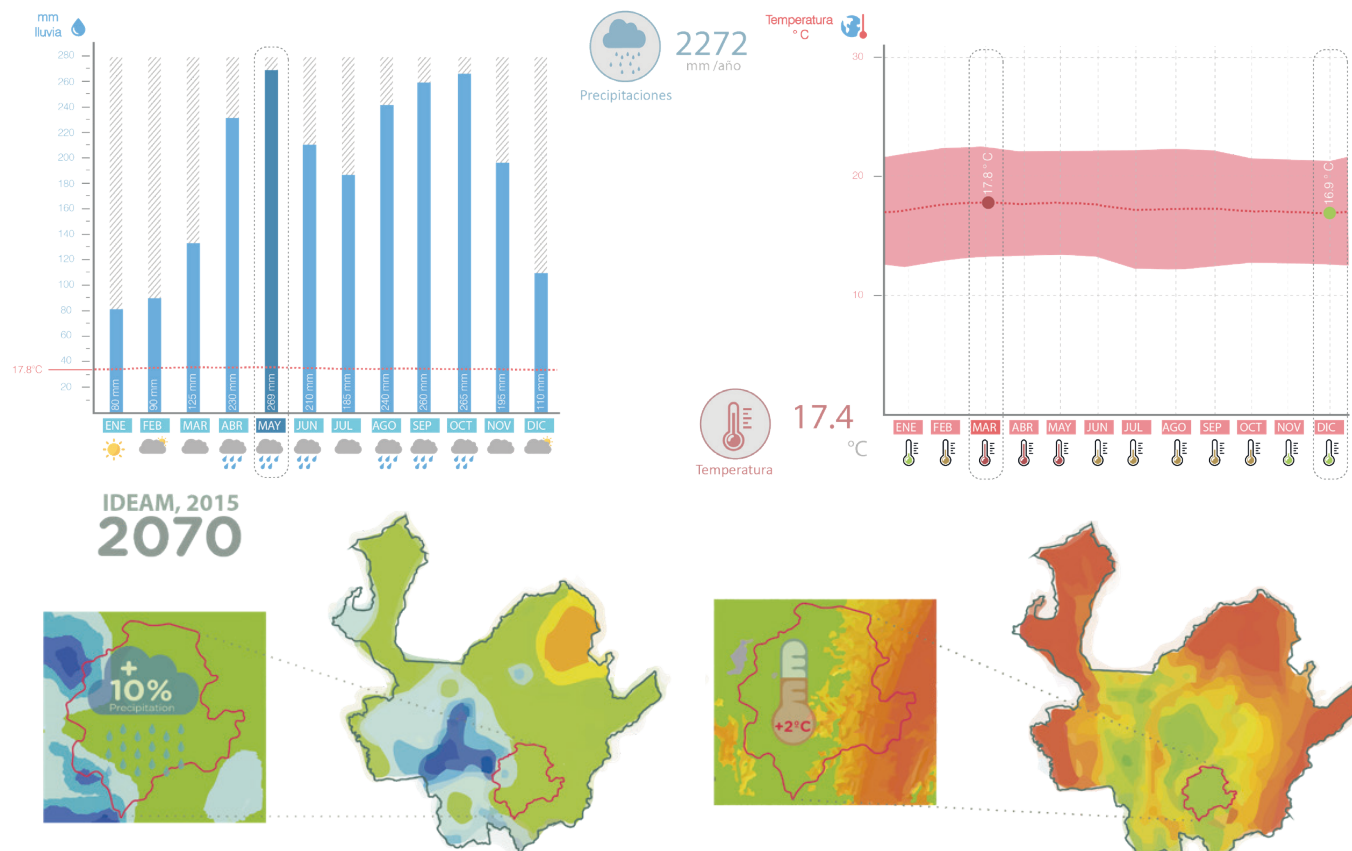 mm
lluvia
280
260
240
220
200
180
160
140
120
100
80
60
40
20
17.8°C
80 mm
90 mm
125 mm
230 mm
269 mm
210 mm
185 mm
240 mm
260 mm
265 mm
195 mm
110 mm
ENE FEB MAR ABR MAY JUN JUL AGO SEP OCT NOV DIC
2272
mm /año
Precipitaciones
Temperatura
° C
30
20
10
17.8 ° C
16.9 ° C
ENE FEB MAR ABR MAY JUN JUL AGO SEP OCT NOV DIC
17.4
°C
Temperatura
IDEAM, 2015
2070
+
10%
Precipitation
+2ºC